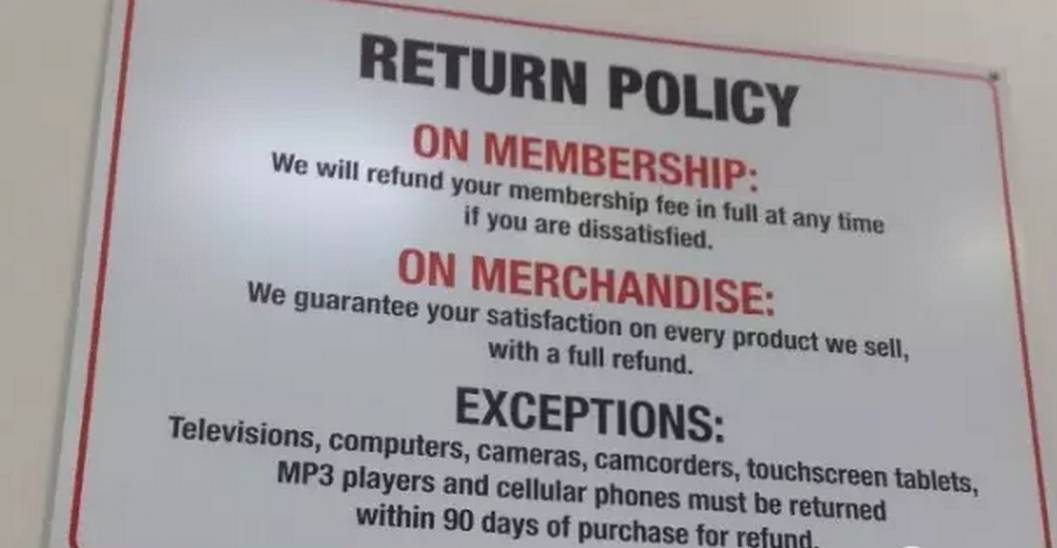 RETURN POLICY
ON MEMBERSHIP:
We will refund your membership fee in full at any time
if you are dissatisfied.
ON MERCHANDISE:
We guarantee your satisfaction on every product we sell,
with a full refund.
EXCEPTIONS:
Televisions, computers, cameras, camcorders, touchscreen tablets,
MP3 players and cellular phones must be returned
within 90 days of purchase for refund.